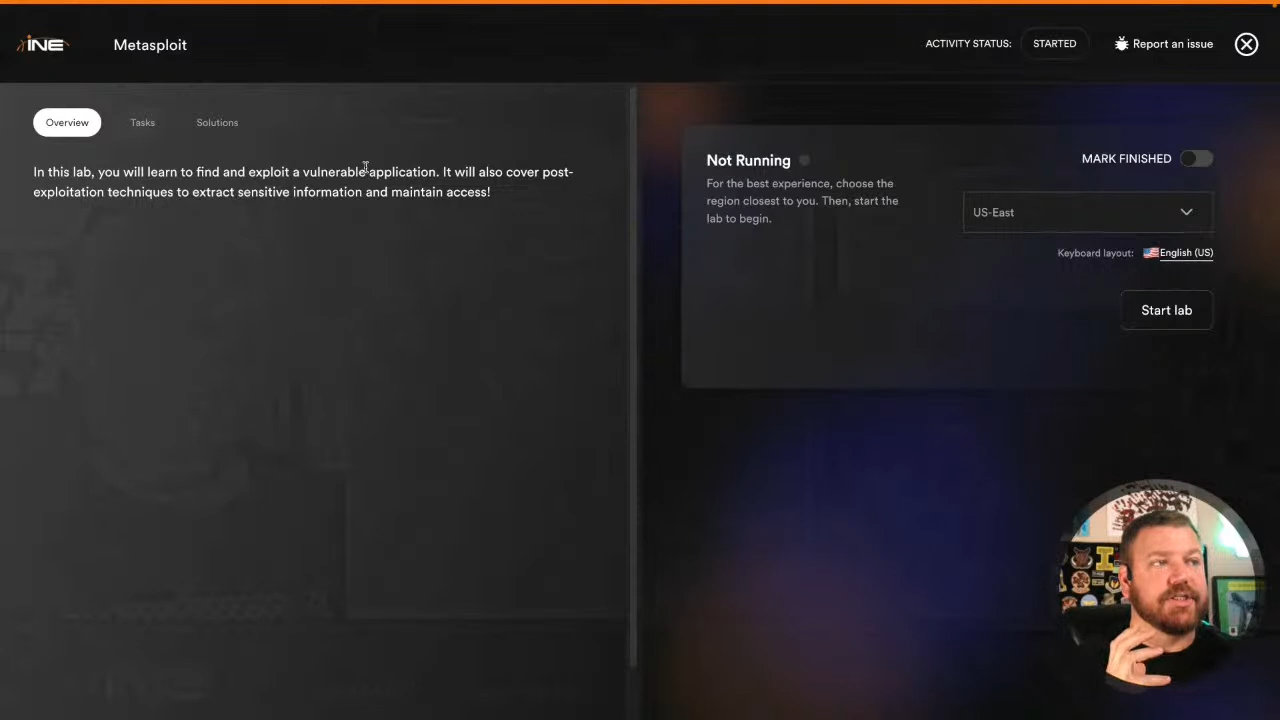 INE
Metasploit
ACTIVITY STATUS:
STARTED
Report an issue
Overview
Tasks
Solutions
In this lab, you will learn to find and exploit a vulnerable application. It will also cover post-
exploitation techniques to extract sensitive information and maintain access!
Not Running
For the best experience, choose the
region closest to you. Then, start the
lab to begin.
MARK FINISHED
US-East
Keyboard layout:
English (US)
Start lab